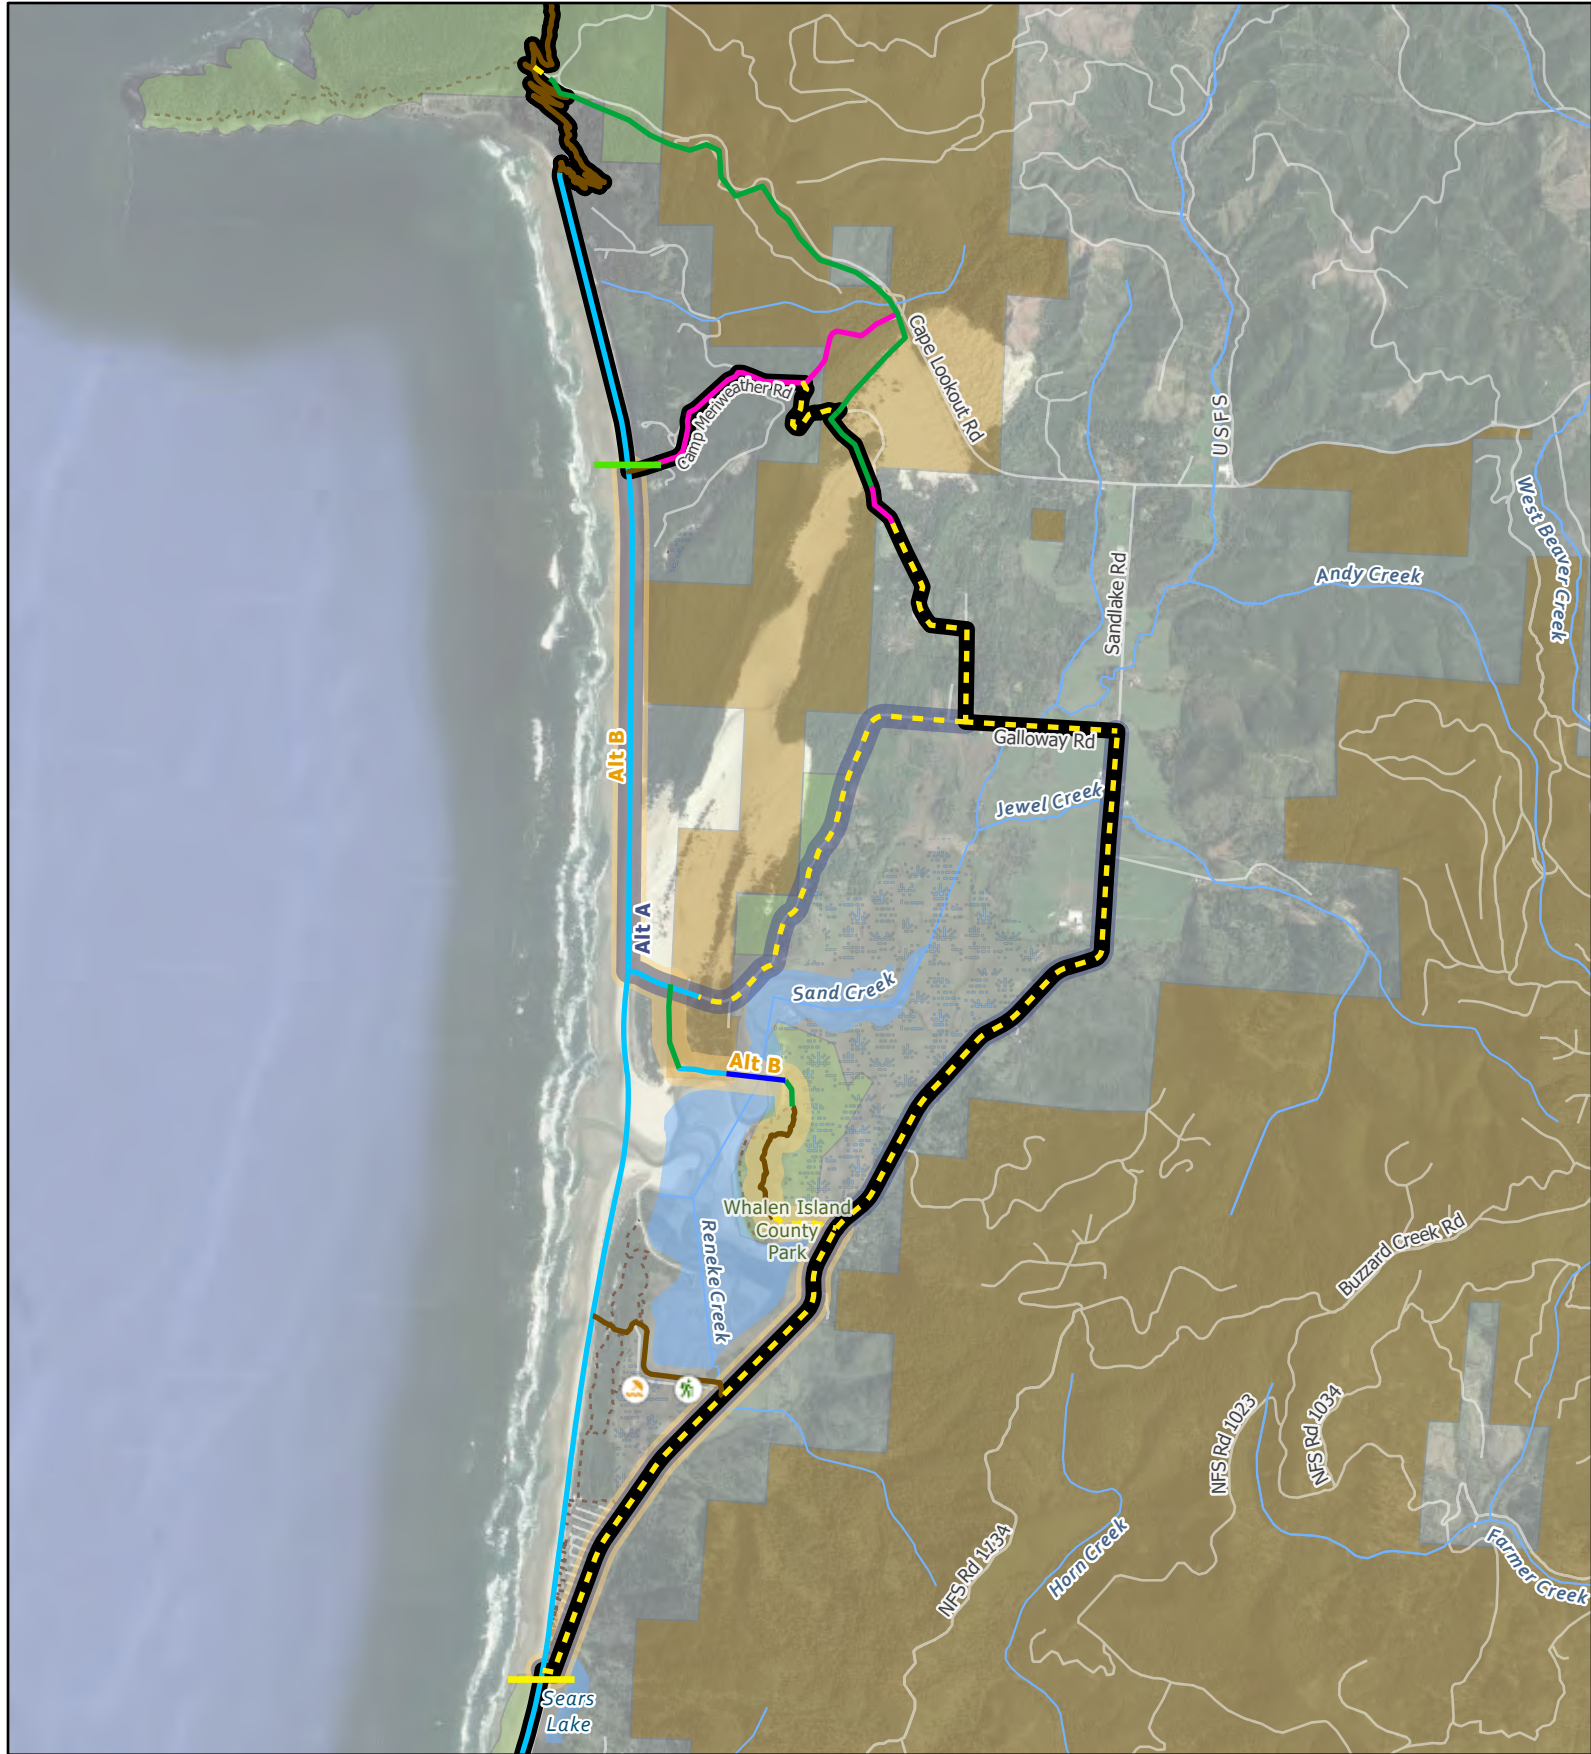 Cape Lookout Rd
Camp Meriweather Rd
USFS
West Beaver Creek
Andy Creek
Sandlake Rd
Alt B
Galloway Rd
Jewel Creek
Alt A
Sand Creek
Alt B
Whalen Island
County
Park
Reneke Creek
Buzzard Creek Rd
NFS Rd 1023
NFS Rd 1034
NFS Rd 1134
Horn Creek
Farmer Creek
Sears
Lake